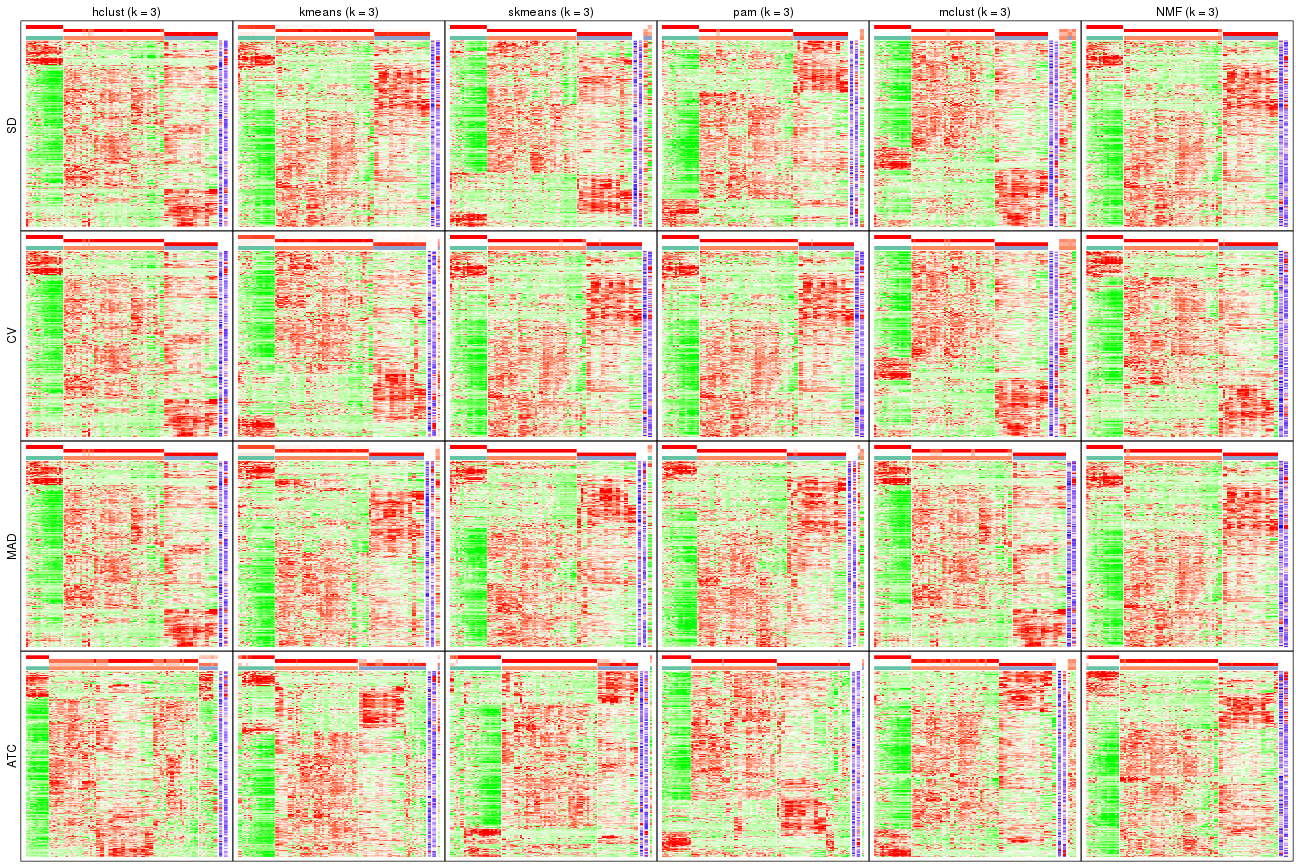 hclust (k = 3) kmeans (k = 3) skmeans (k = 3) pam (k = 3) mclust (k = 3) NMF (k = 3)
SD
CV
MAD
ATC